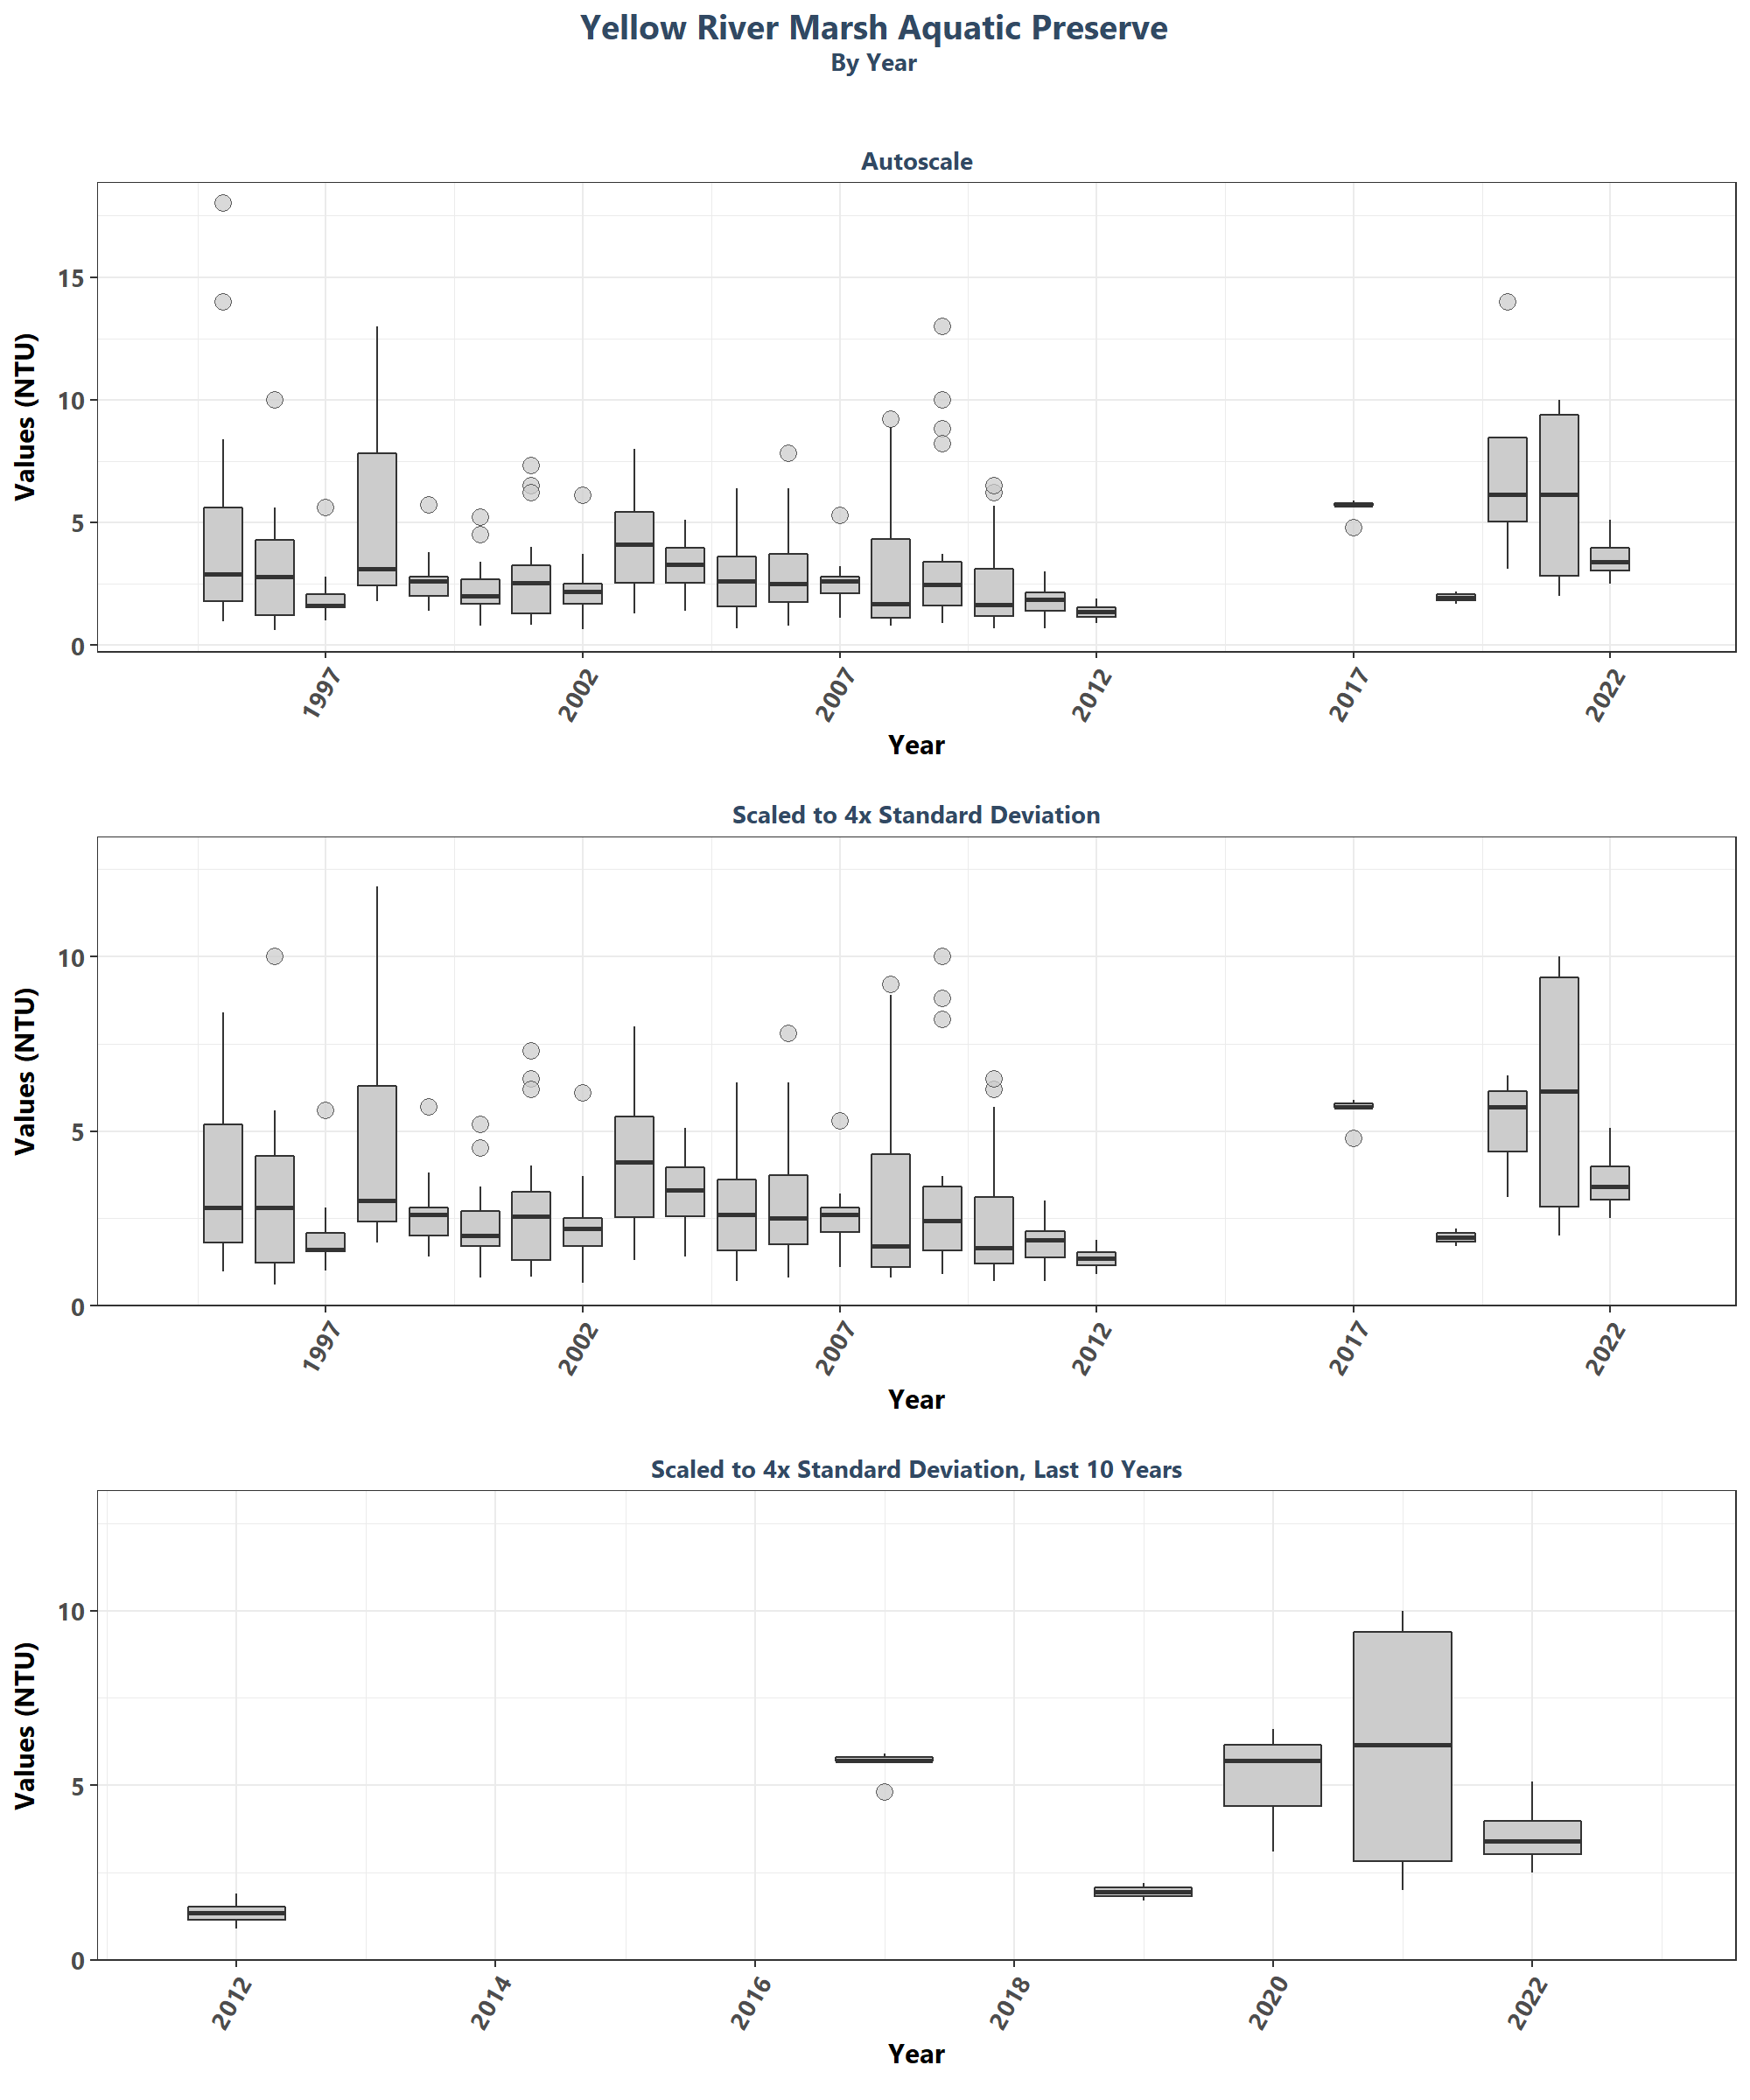 Yellow River Marsh Aquatic Preserve
By Year
Autoscale
Values (NTU)
15
10
5
0
1997 2002 2007 2012 2017 2022
Year
Scaled to 4x Standard Deviation
Values (NTU)
10
5
0
1997 2002 2007 2012 2017 2022
Year
Scaled to 4x Standard Deviation, Last 10 Years
Values (NTU)
10
5
0
2012 2014 2016 2018 2020 2022
Year